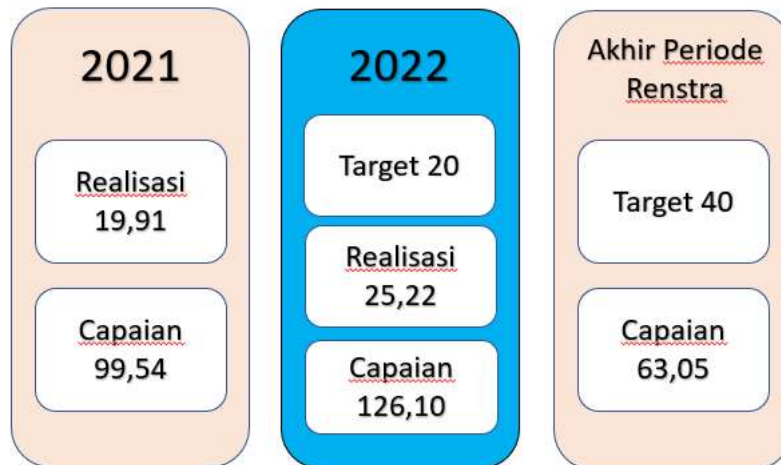 2021
Realisasi
19,91
Capaian
99,54
2022
Target 20
Realisasi
25,22
Capaian
126,10
Akhir Periode
Renstra
Target 40
Capaian
63,05